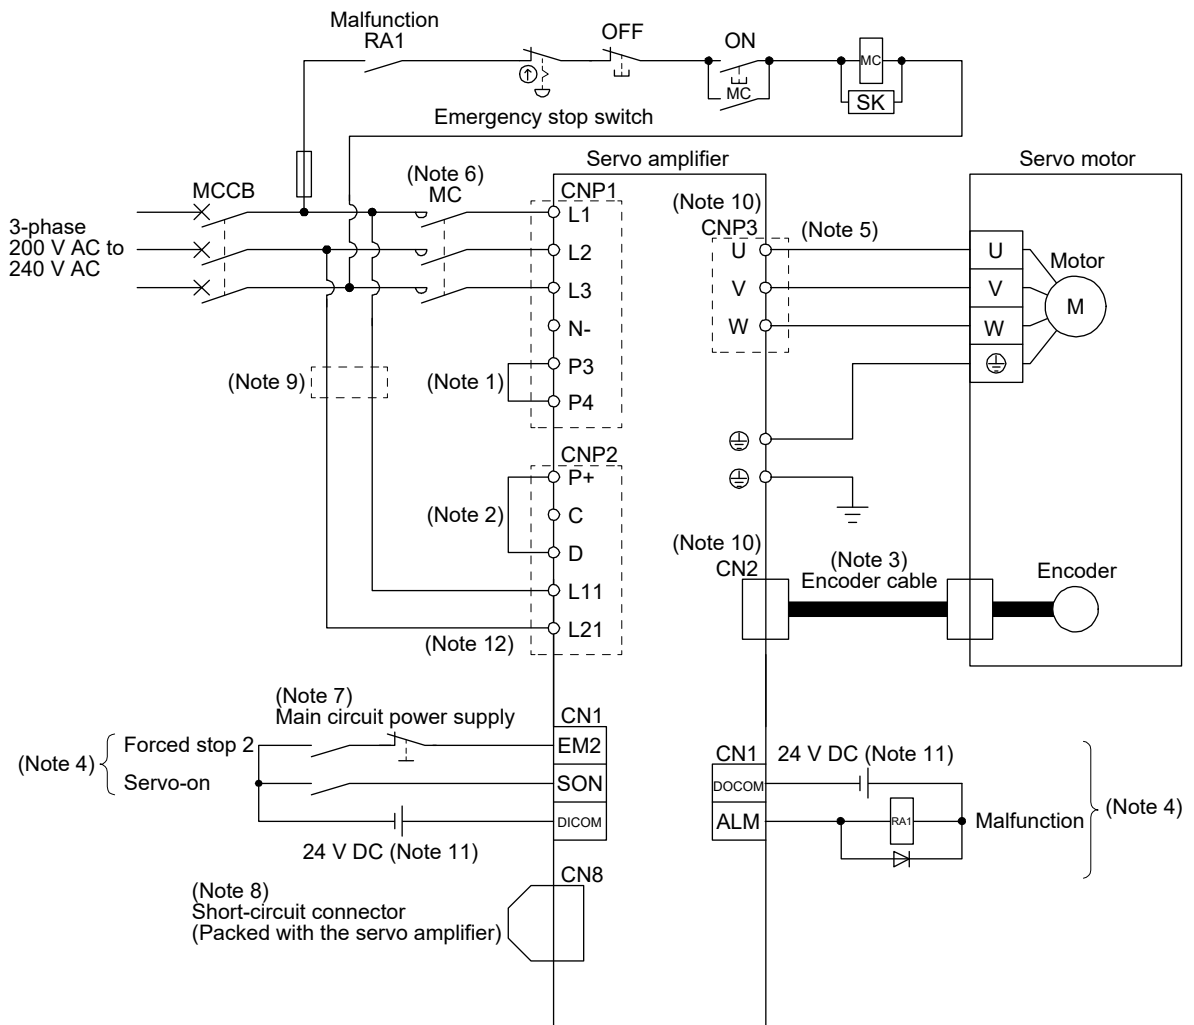 Malfunction
RA1
OFF
ON
MC
MC
SK
Emergency stop switch
Servo amplifier
Servo motor
MCCB
(Note 6)
MC
CNP1
(Note 10)
CNP3
(Note 5)
3-phase
200 V AC to
240 V AC
L1
L2
L3
N-
P3
P4
U
V
W
U
V
W
Motor
M
(Note 9)
(Note 1)
CNP2
P+
C
D
L11
L21
(Note 2)
(Note 12)
(Note 10)
CN2
(Note 3)
Encoder cable
Encoder
(Note 7)
Main circuit power supply
CN1
(Note 4)
Forced stop 2
EM2
Servo-on
SON
DICOM
24 V DC (Note 11)
CN1
24 V DC (Note 11)
DOCOM
ALM
RA1
Malfunction
(Note 4)
CN8
(Note 8)
Short-circuit connector
(Packed with the servo amplifier)